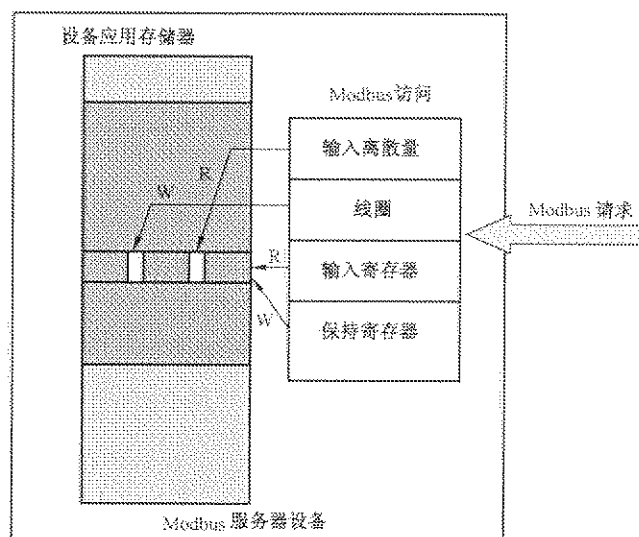 设备应用存储器
Modbus访问
输入离散量
R
W
线圈
Modbus 请求
R
输入寄存器
W
保持寄存器
Modbus 服务器设备